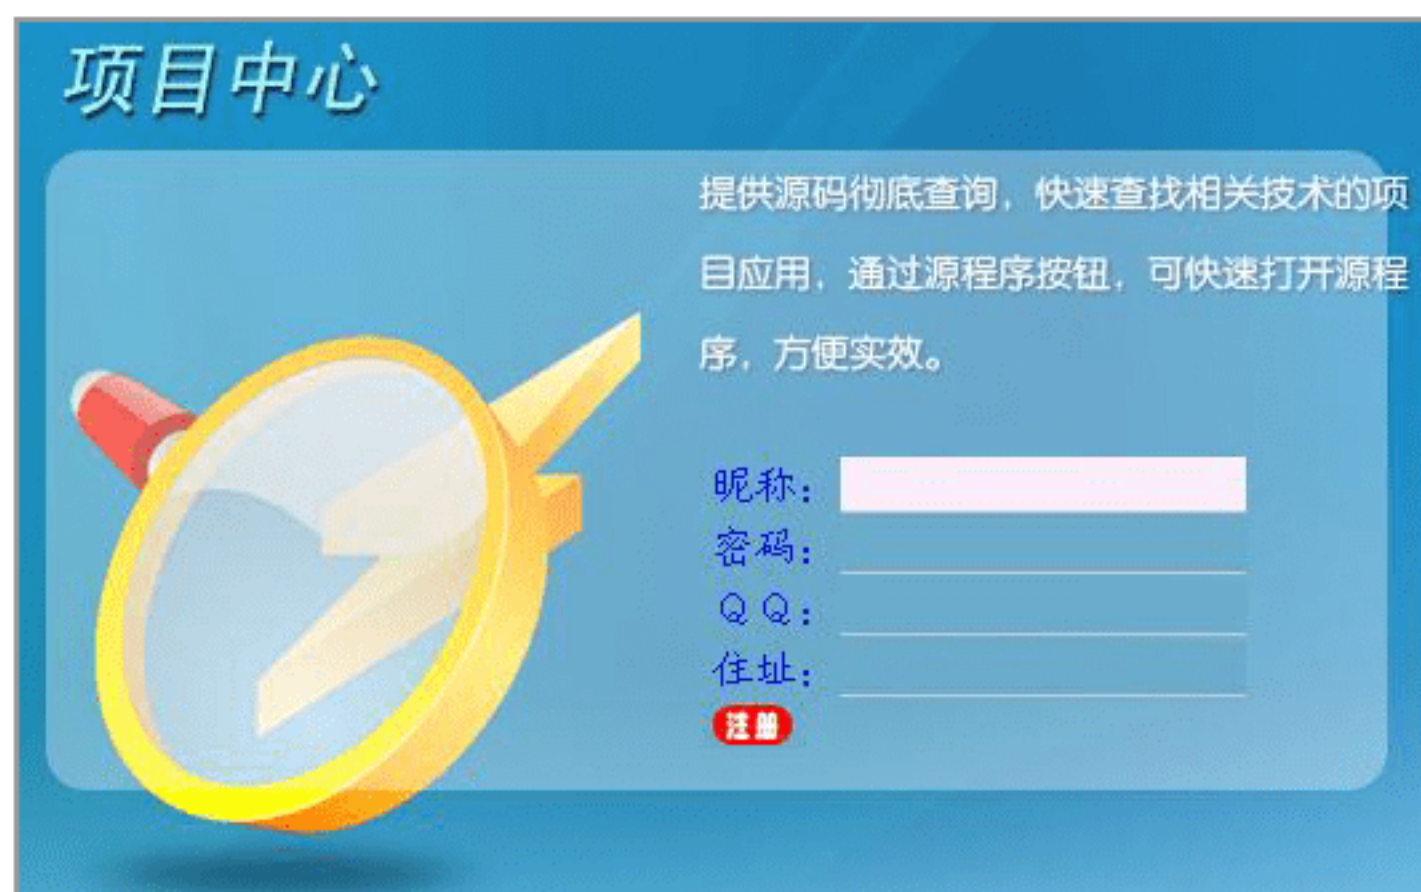 项目中心
提供源码彻底查询，快速查找相关技术的项
目应用，通过源程序按钮，可快速打开源程
序，方便实效。
昵称：
密码：
QQ：
住址：
注册